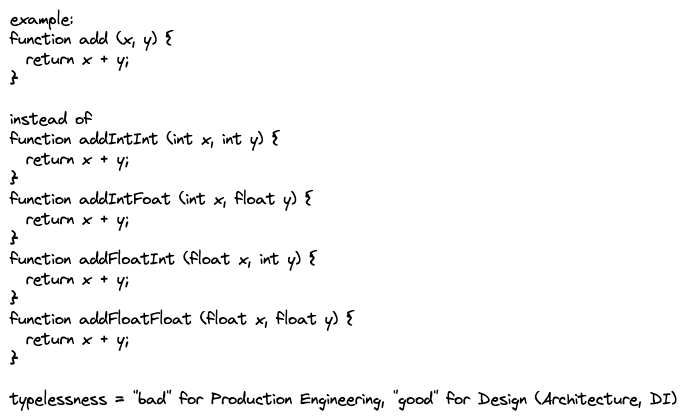 example:
function add (x, y) {
  return x + y;
}

instead of
function addIntInt (int x, int y) {
  return x + y;
}
function addIntFoat (int x, float y) {
  return x + y;
}
function addFloatInt (float x, int y) {
  return x + y;
}
function addFloatFloat (float x, float y) {
  return x + y;
}

typelessness = "bad" for Production Engineering, "good" for Design (Architecture, DI)